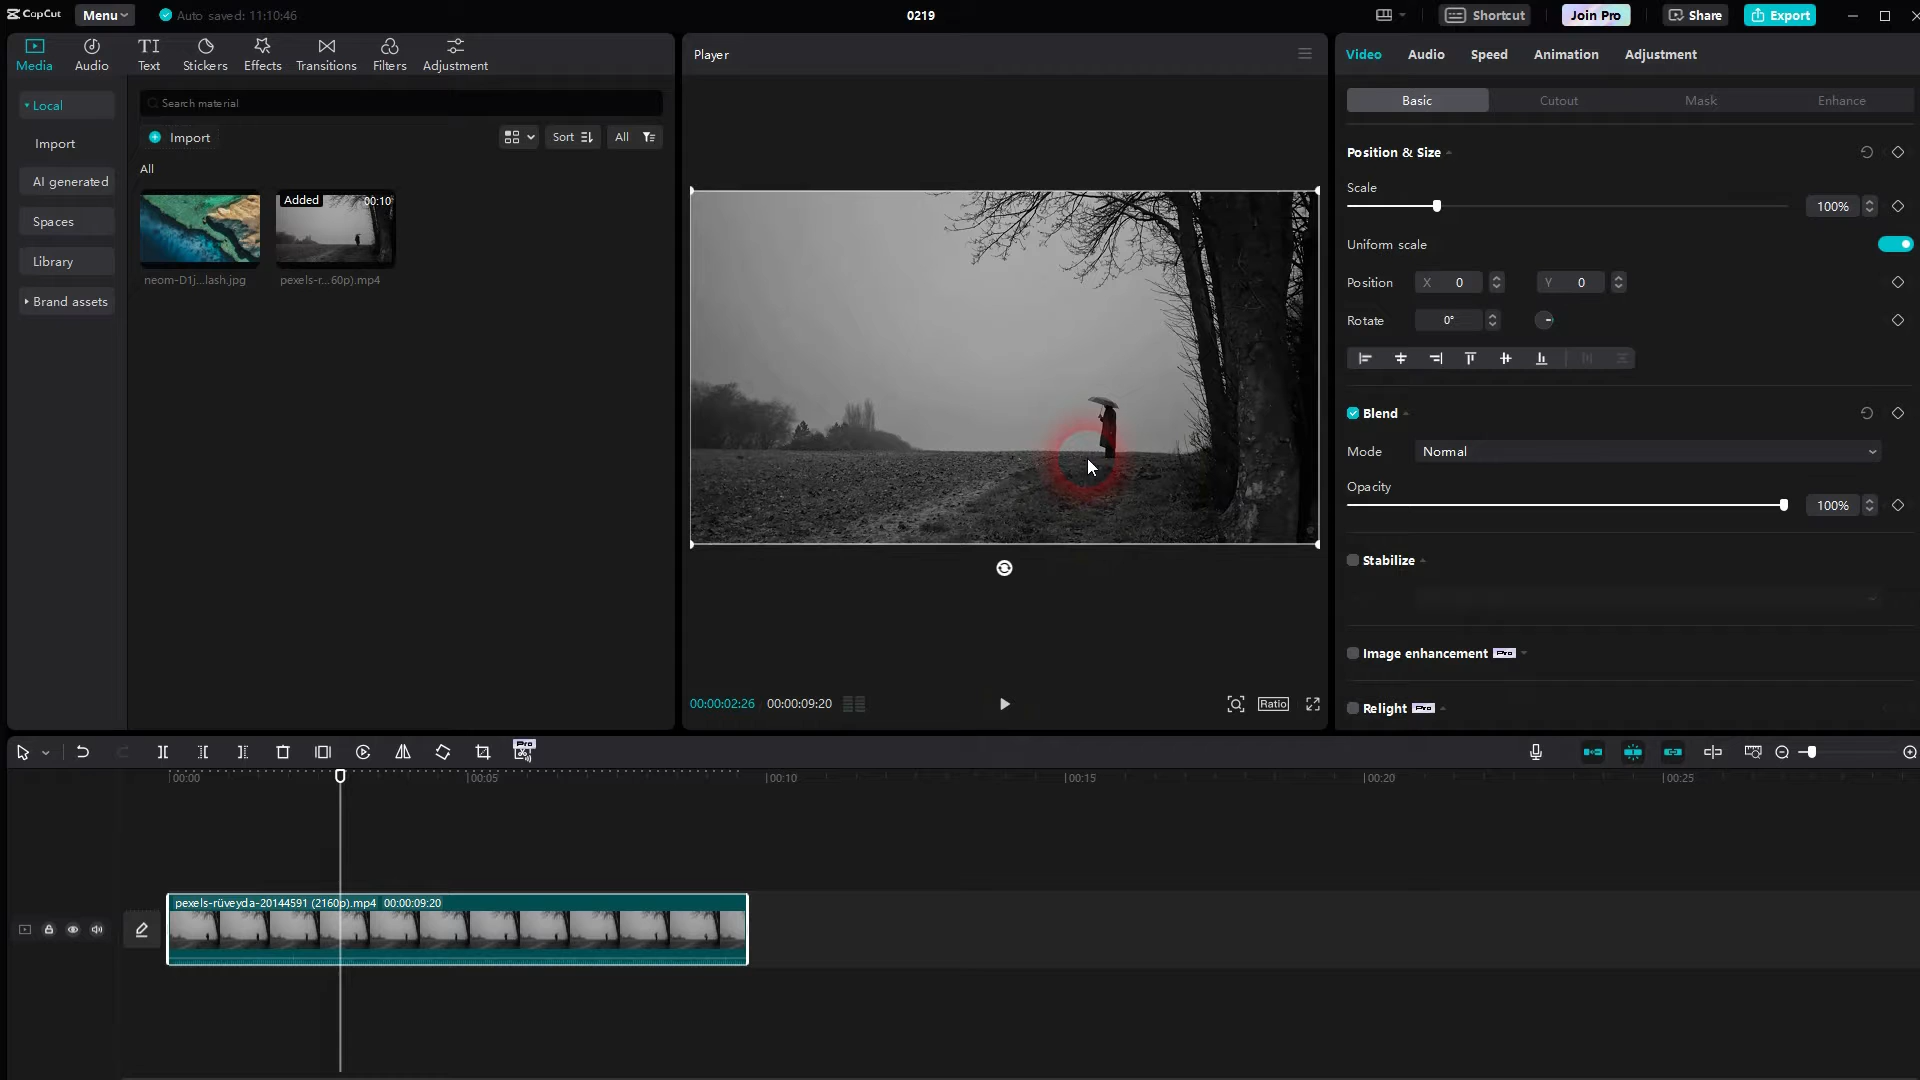 CapCut Menu Auto saved: 11:10:46 0219 Shortcut Join Pro Share Export
Media Audio Text Stickers Effects Transitions Filters Adjustment
Local
Import
AI generated
Spaces
Library
Brand assets
Search material
Import Sort All
All
Added 00:10
neom-D1j...lash.jpg pexels-r...60p).mp4
Player
00:00:02:26 00:00:09:20 Ratio
Video Audio Speed Animation Adjustment
Basic Cutout Mask Enhance
Position & Size
Scale
100%
Uniform scale
Position X 0 Y 0
Rotate 0°
Blend
Mode Normal
Opacity
100%
Stabilize
Image enhancement Pro
Relight Pro
Pro
00:00 00:05 00:10 00:15 00:20 00:25
pexels-rüveyda-20144591 (2160p).mp4 00:00:09:20